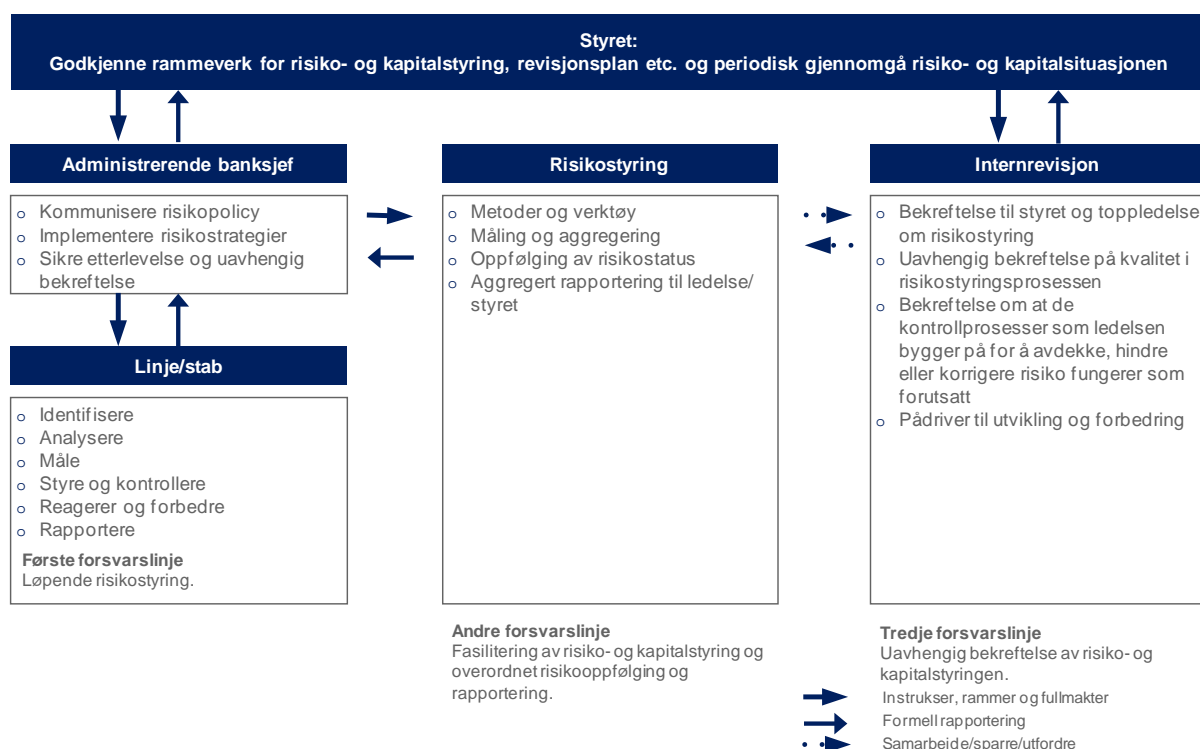 Styret:
Godkjenne rammeverk for risiko- og kapitalstyring, revisjonsplan etc. og periodisk gjennomgå risiko- og kapitalsituasjonen
Administrerende banksjef
Kommunisere risikopolicy
Implementere risikostrategier
Sikre etterlevelse og uavhengig
bekreftelse
Linje/stab
Identifisere
Analysere
Måle
Styre og kontrollere
Reagerer og forbedre
Rapportere
Første forsvarslinje
Løpende risikostyring.
Risikostyring
Metoder og verktøy
Måling og aggregering
Oppfølging av risikostatus
Aggregert rapportering til ledelse/
styret
Andre forsvarslinje
Fasilitering av risiko- og kapitalstyring og
overordnet risikooppfølging og
rapportering.
Internrevisjon
Bekreftelse til styret og toppledelse
om risikostyring
Uavhengig bekreftelse på kvalitet i
risikostyringsprosessen
Bekreftelse om at de
kontrollprosesser som ledelsen
bygger på for å avdekke, hindre
eller korrigere risiko fungerer som
forutsatt
Pådriver til utvikling og forbedring
Tredje forsvarslinje
Uavhengig bekreftelse av risiko- og
kapitalstyringen.
Instrukser, rammer og fullmakter
Formell rapportering
Samarbeide/sparre/utfordre